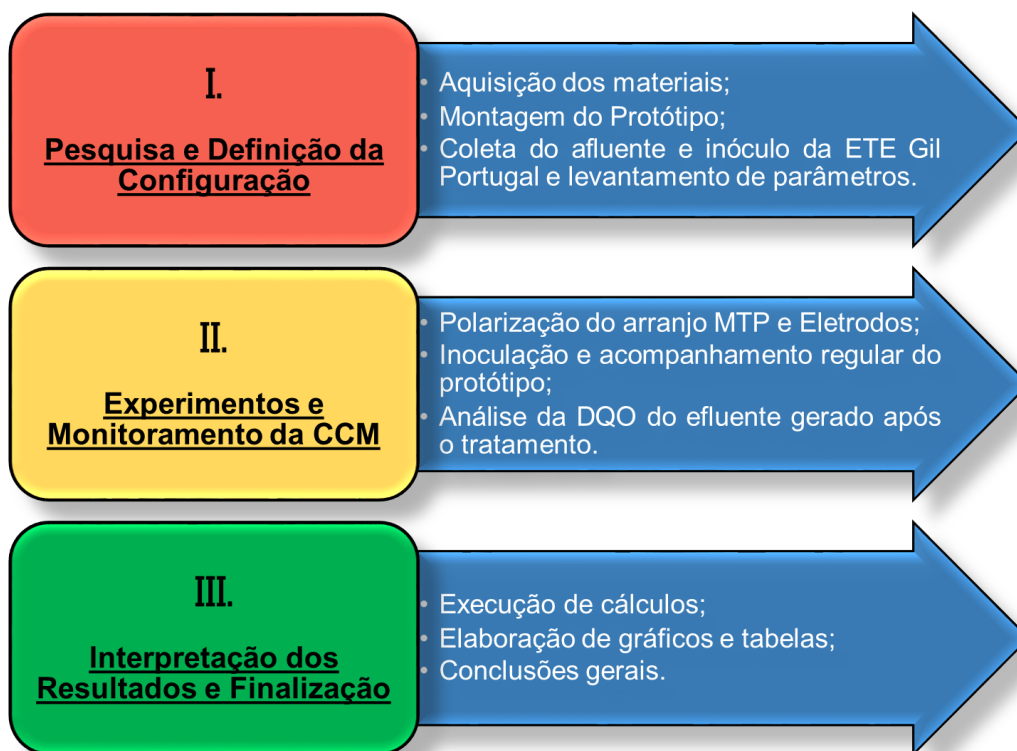 I.
Pesquisa e Definição da
Configuração
• Aquisição dos materiais;
• Montagem do Protótipo;
• Coleta do afluente e inóculo da ETE Gil
Portugal e levantamento de parâmetros.
II.
Experimentos e
Monitoramento da CCM
• Polarização do arranjo MTP e Eletrodos;
• Inoculação e acompanhamento regular do
protótipo;
• Análise da DQO do efluente gerado após
o tratamento.
III.
Interpretação dos
Resultados e Finalização
• Execução de cálculos;
• Elaboração de gráficos e tabelas;
• Conclusões gerais.